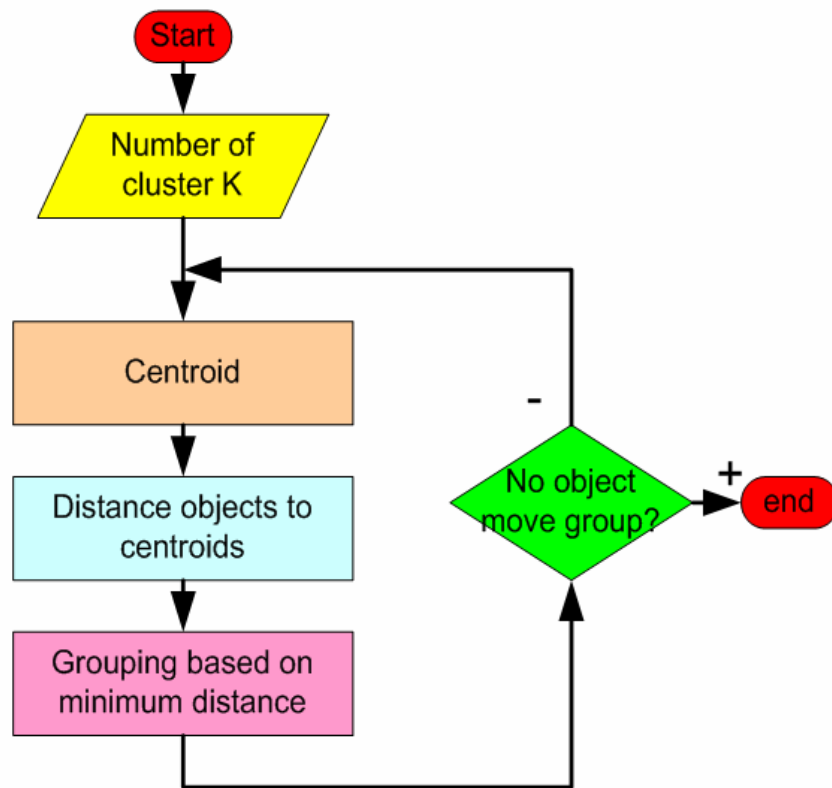 Start
Number of
cluster K
Centroid
-
No object
move group?
+
end
Distance objects to
centroids
Grouping based on
minimum distance